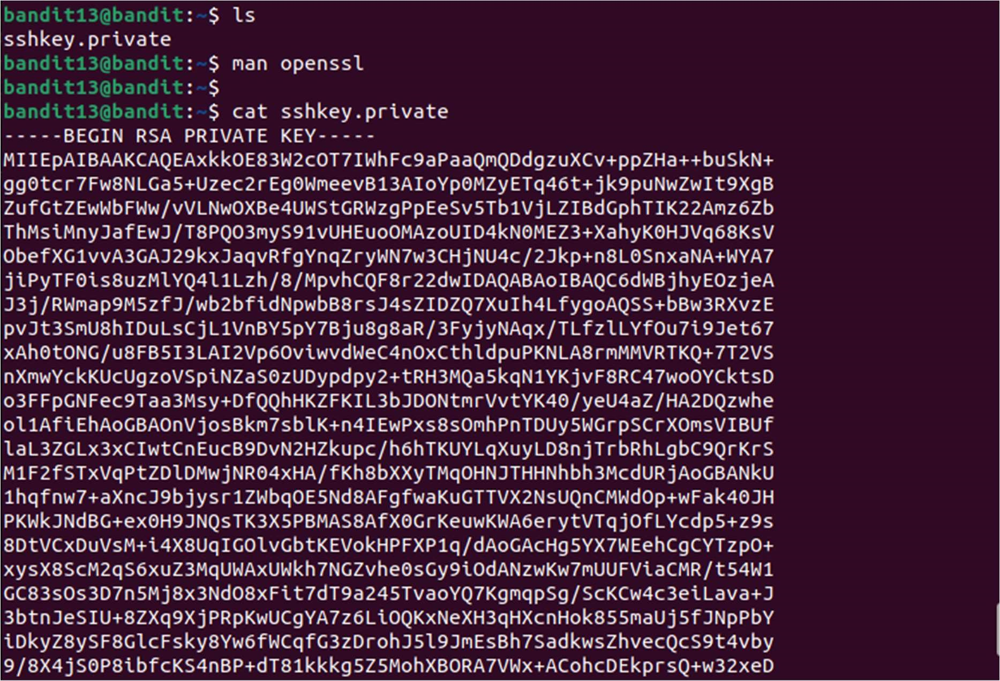 bandit13@bandit:~$ ls
sshkey.private
bandit13@bandit:~$ man openssl
bandit13@bandit:~$
bandit13@bandit:~$ cat sshkey.private
-----BEGIN RSA PRIVATE KEY-----
MIIEpAIBAAKCAQEAxkkOE83W2cOT7IWhFc9aPaaQmQDdgzuXCv+ppZHa++buSkN+
gg0tcr7Fw8NLGa5+Uzec2rEg0WmeevB13AIoYp0MZyETq46t+jk9puNwZwIt9XgB
ZufGtZEwWbFWw/vVLNwOXBe4UWStGRWzgPpEeSv5Tb1VjLZIBdGphTIK22Amz6Zb
ThMsiMnyJafEwJ/T8PQO3myS91vUHEuoOMAzoUID4kN0MEZ3+XahyK0HJVq68KsV
ObefXG1vvA3GAJ29kxJaqvRfgYnqZryWN7w3CHjNU4c/2Jkp+n8L0SnxaNA+WYA7
jiPyTF0is8uzMlYQ4l1Lzh/8/MpvhCQF8r22dwIDAQABAoIBAQC6dWBjhyEOzjeA
J3j/RWmap9M5zfJ/wb2bfidNpwbB8rsJ4sZIDZQ7XuIh4LfygoAQSS+bBw3RXvzE
pvJt3SmU8hIDuLsCjL1VnBY5pY7Bju8g8aR/3FyjyNAqx/TLfzlLYfOu7i9Jet67
xAh0tONG/u8FB5I3LAI2Vp6OviwvdWeC4nOxCthldpuPKNLA8rmMMVRTKQ+7T2VS
nXmwYckKUcUgzoVSpiNZaS0zUDypdpy2+tRH3MQa5kqN1YKjvF8RC47woOYCktsD
o3FFpGNFec9Taa3Msy+DfQQhHKZFKIL3bJDONtmrVvtYK40/yeU4aZ/HA2DQzwhe
ol1AfiEhAoGBAOnVjosBkm7sblK+n4IEwPxs8sOmhPnTDUy5WGrpSCrXOmsVIBUf
laL3ZGLx3xCIwtCnEucB9DvN2HZkupc/h6hTKUYLqXuyLD8njTrbRhLgbC9QrKrS
M1F2fSTxVqPtZDlDMwjNR04xHA/fKh8bXXyTMqOHNJTHHNhbh3McdURjAoGBANkU
1hqfnw7+aXncJ9bjysr1ZWbqOE5Nd8AFgfwaKuGTTVX2NsUQnCMWdOp+wFak40JH
PKWkJNdBG+ex0H9JNQsTK3X5PBMAS8AfX0GrKeuwKWA6erytVTqjOfLYcdp5+z9s
8DtVCxDuVsM+i4X8UqIGOlvGbtKEVokHPFXP1q/dAoGAcHg5YX7WEehCgCYTzpO+
xysX8ScM2qS6xuZ3MqUWAxUWkh7NGZvhe0sGy9iOdANzwKw7mUUFViaCMR/t54W1
GC83sOs3D7n5Mj8x3NdO8xFit7dT9a245TvaoYQ7KgmqpSg/ScKCw4c3eiLava+J
3btnJeSIU+8ZXq9XjPRpKwUCgYA7z6LiOQKxNeXH3qHXcnHok855maUj5fJNpPbY
iDkyZ8ySF8GlcFsky8Yw6fWCqfG3zDrohJ5l9JmEsBh7SadkwsZhvecQcS9t4vby
9/8X4jS0P8ibfcKS4nBP+dT81kkkg5Z5MohXBORA7VWx+ACohcDEkprsQ+w32xeD